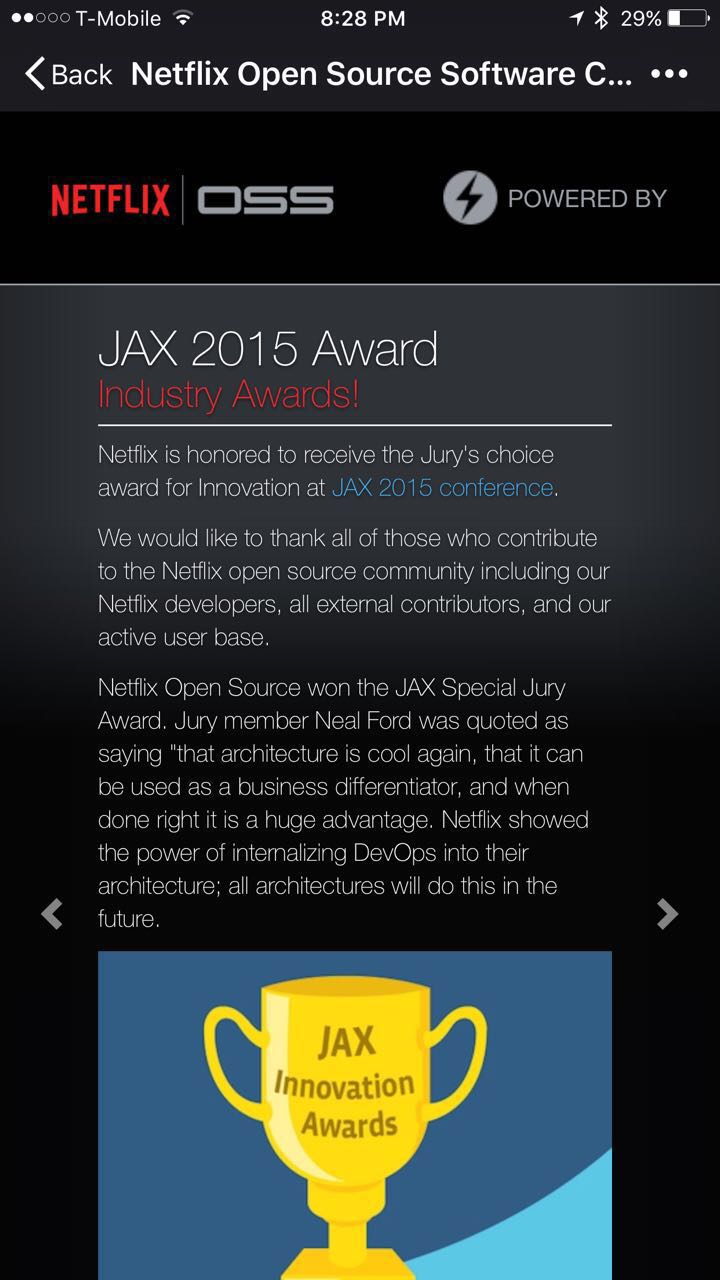 T-Mobile 8:28 PM 29%
Back Netflix Open Source Software C... •••
NETFLIX OSS POWERED BY
JAX 2015 Award
Industry Awards!
Netflix is honored to receive the Jury's choice
award for Innovation at JAX 2015 conference.
We would like to thank all of those who contribute
to the Netflix open source community including our
Netflix developers, all external contributors, and our
active user base.
Netflix Open Source won the JAX Special Jury
Award. Jury member Neal Ford was quoted as
saying "that architecture is cool again, that it can
be used as a business differentiator, and when
done right it is a huge advantage. Netflix showed
the power of internalizing DevOps into their
architecture; all architectures will do this in the
future.
JAX
Innovation
Awards